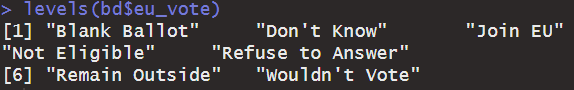 > levels(bd$eu_vote)
[1] "Blank Ballot" "Don't Know" "Join EU"
"Not Eligible" "Refuse to Answer"
[6] "Remain Outside" "Wouldn't Vote"